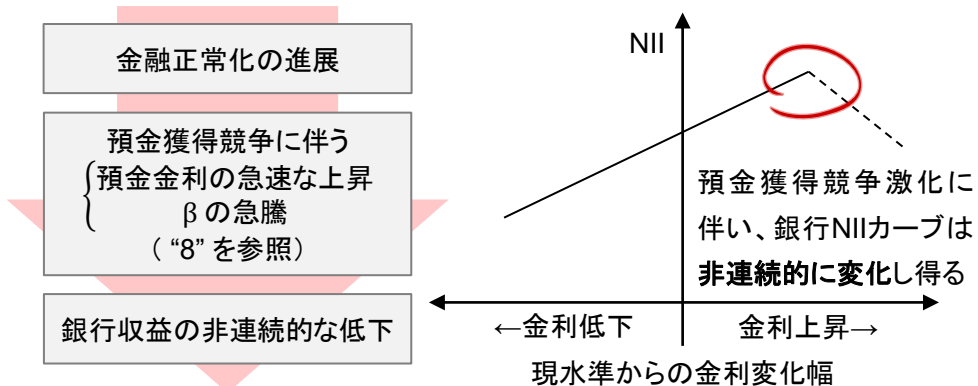 金融正常化の進展
預金獲得競争に伴う
預金金利の急速な上昇
βの急騰
( “8” を参照)
銀行収益の非連続的な低下
NII
預金獲得競争激化に
伴い、銀行NIIカーブは
非連続的に変化し得る
←金利低下
金利上昇→
現水準からの金利変化幅